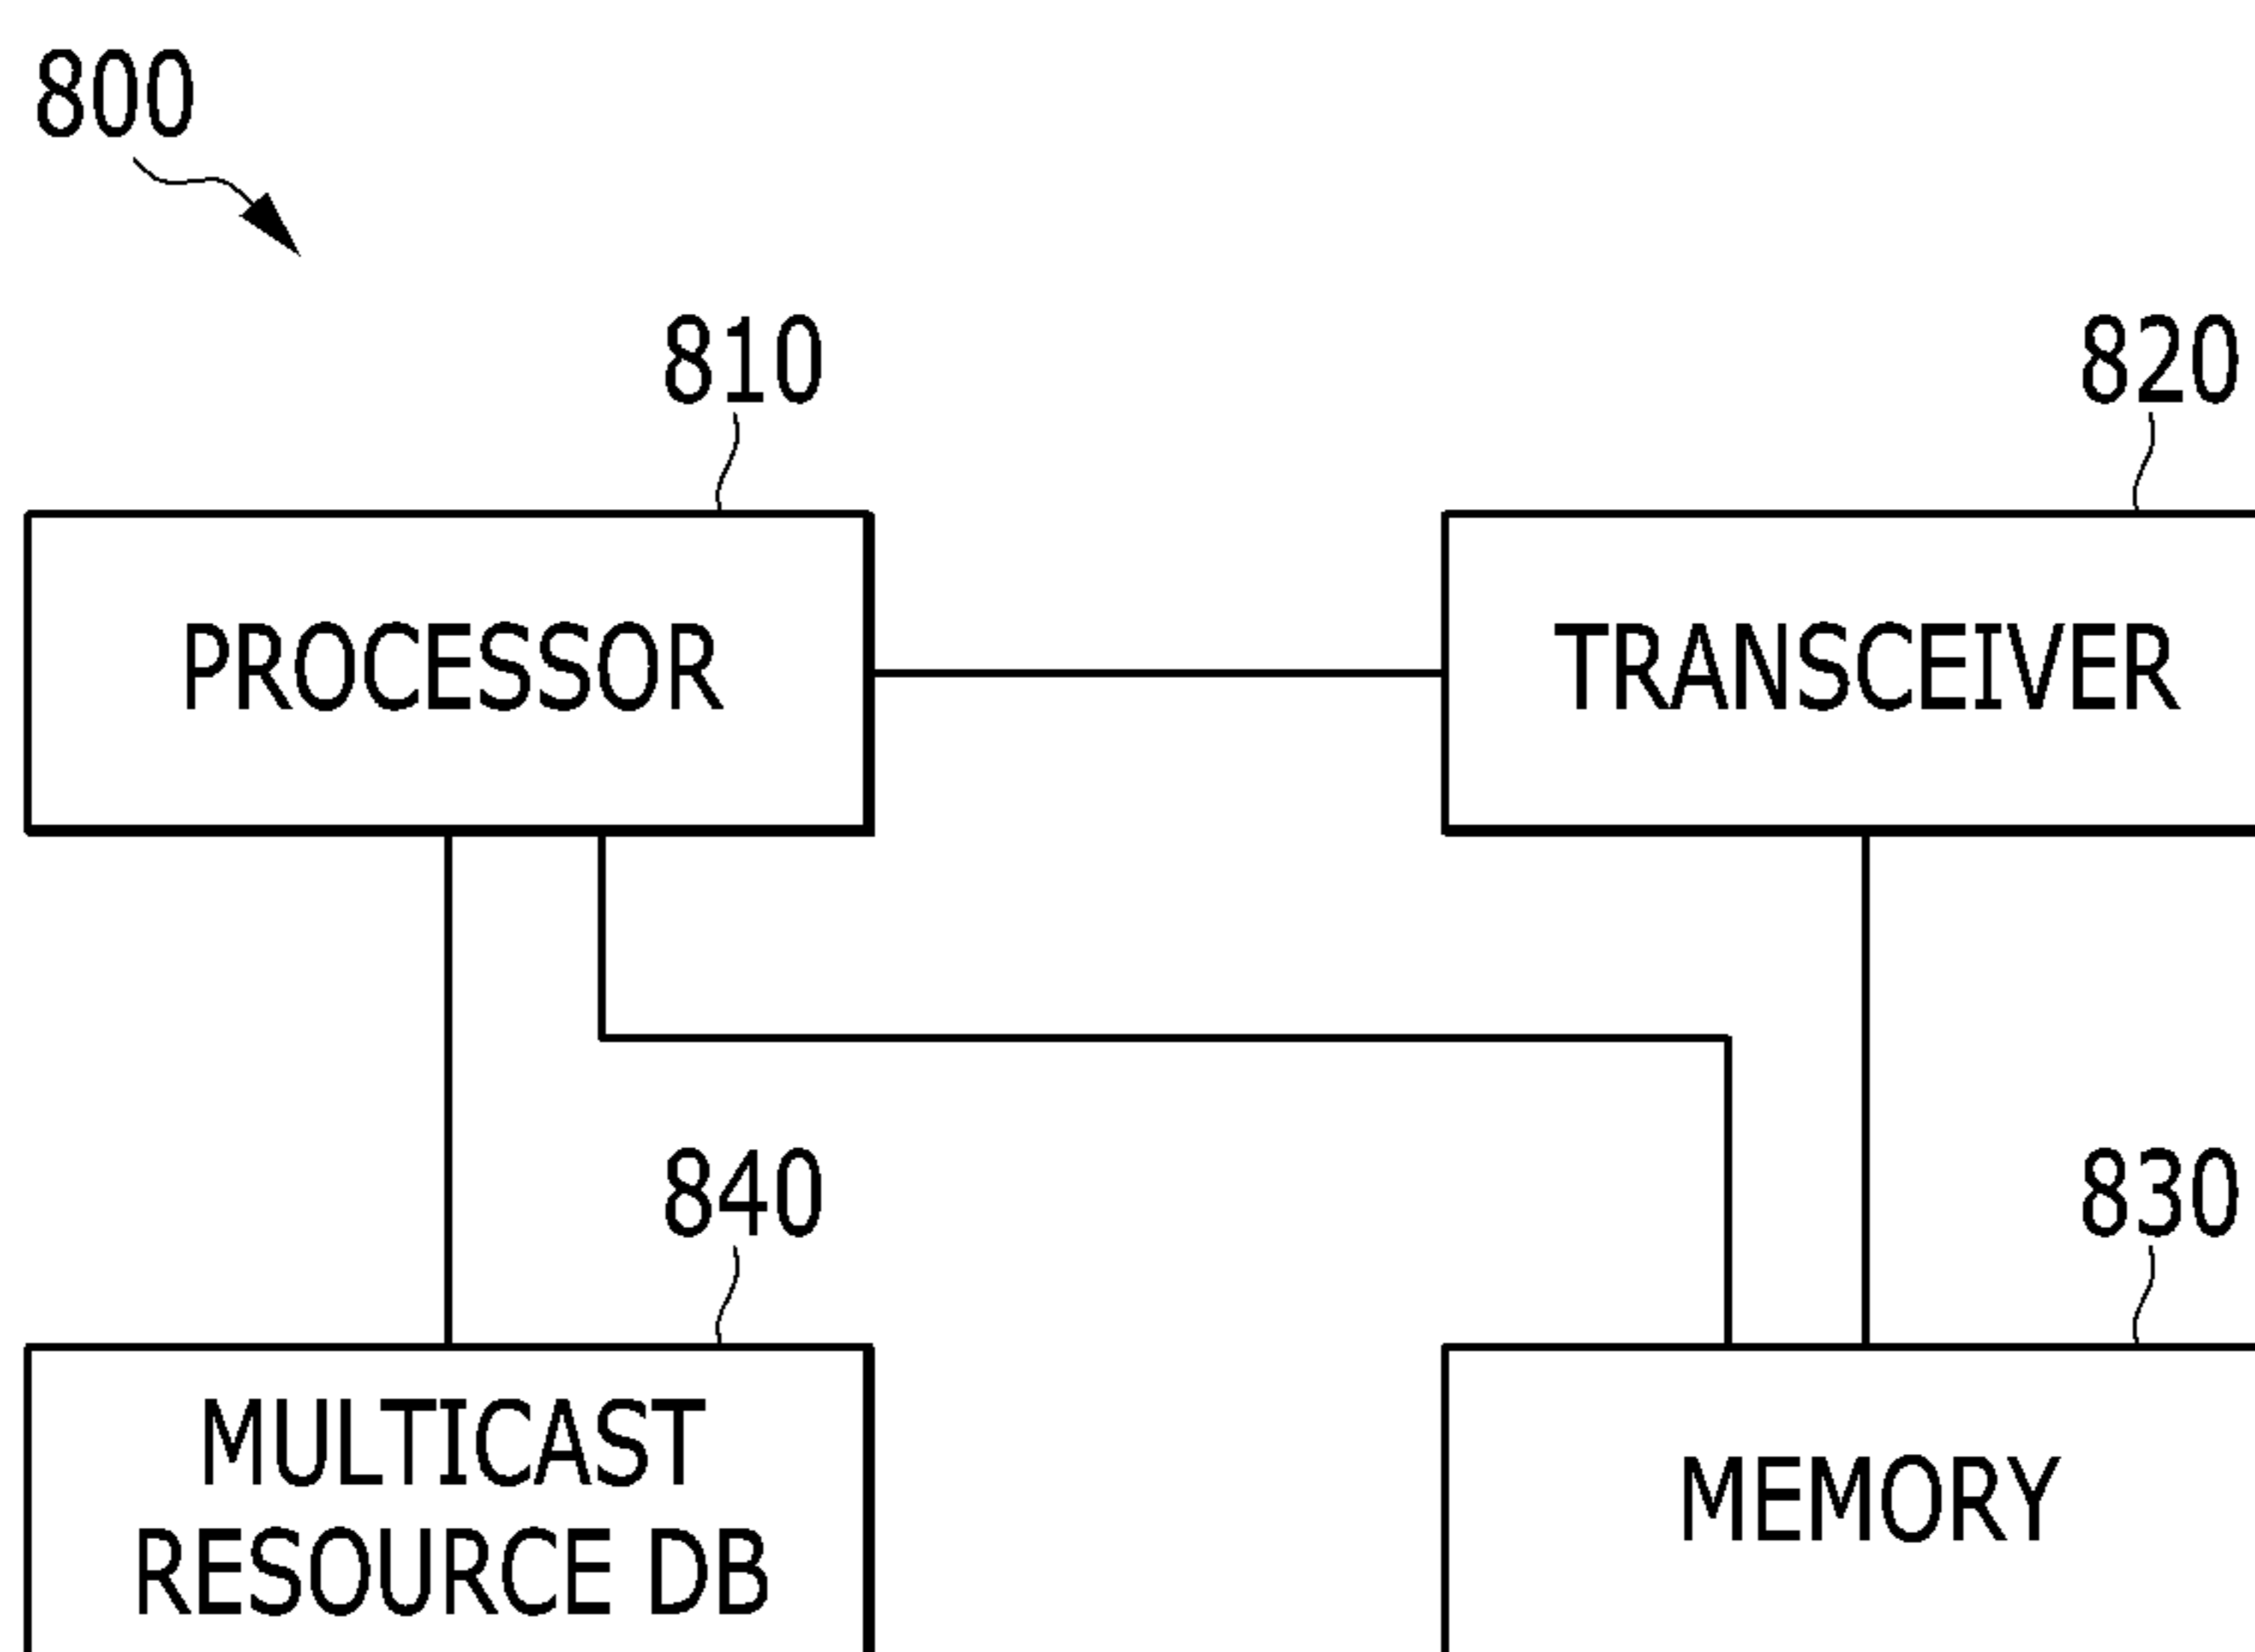 800
810
820
PROCESSOR
TRANSCEIVER
840
830
MULTICAST
RESOURCE DB
MEMORY